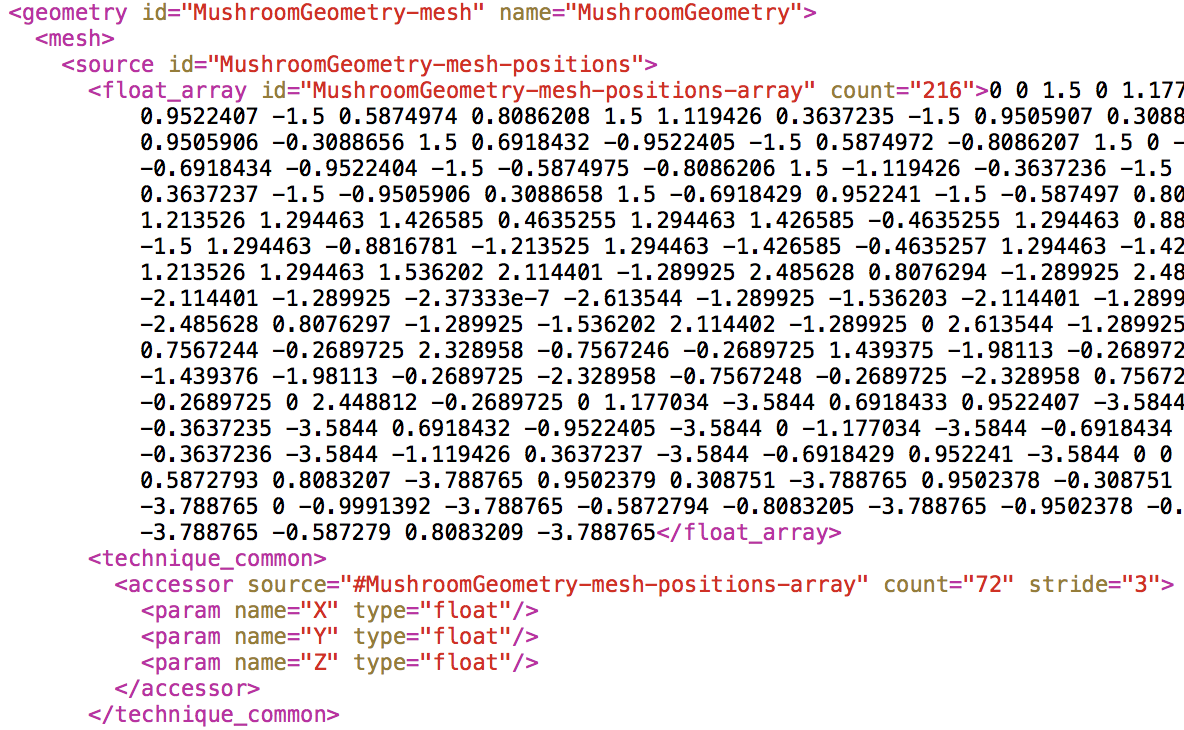 <geometry id="MushroomGeometry-mesh" name="MushroomGeometry">
<mesh>
<source id="MushroomGeometry-mesh-positions">
<float_array id="MushroomGeometry-mesh-positions-array" count="216">0 0 1.5 0 1.177
0.9522407 -1.5 0.5874974 0.8086208 1.5 1.119426 0.3637235 -1.5 0.9505907 0.3088
0.9505906 -0.3088656 1.5 0.6918432 -0.9522405 -1.5 0.5874972 -0.8086207 1.5 0 -
-0.6918434 -0.9522404 -1.5 -0.5874975 -0.8086206 1.5 -1.119426 -0.3637236 -1.5
0.3637237 -1.5 -0.9505906 0.3088658 1.5 -0.6918429 0.952241 -1.5 -0.587497 0.80
1.213526 1.294463 1.426585 0.4635255 1.294463 1.426585 -0.4635255 1.294463 0.88
-1.5 1.294463 -0.8816781 -1.213525 1.294463 -1.426585 -0.4635257 1.294463 -1.42
1.213526 1.294463 1.536202 2.114401 -1.289925 2.485628 0.8076294 -1.289925 2.48
-2.114401 -1.289925 -2.37333e-7 -2.613544 -1.289925 -1.536203 -2.114401 -1.2899
-2.485628 0.8076297 -1.289925 -1.536202 2.114402 -1.289925 0 2.613544 -1.289925
0.7567244 -0.2689725 2.328958 -0.7567246 -0.2689725 1.439375 -1.98113 -0.268972
-1.439376 -1.98113 -0.2689725 -2.328958 -0.7567248 -0.2689725 -2.328958 0.75672
-0.2689725 0 2.448812 -0.2689725 0 1.177034 -3.5844 0.6918433 0.9522407 -3.5844
-0.3637235 -3.5844 0.6918432 -0.9522405 -3.5844 0 -1.177034 -3.5844 -0.6918434
-0.3637236 -3.5844 -1.119426 0.3637237 -3.5844 -0.6918429 0.952241 -3.5844 0 0
0.5872793 0.8083207 -3.788765 0.9502379 0.308751 -3.788765 0.9502378 -0.308751
-3.788765 0 -0.9991392 -3.788765 -0.5872794 -0.8083205 -3.788765 -0.9502378 -0.
-3.788765 -0.587279 0.8083209 -3.788765</float_array>
<technique_common>
<accessor source="#MushroomGeometry-mesh-positions-array" count="72" stride="3">
<param name="X" type="float"/>
<param name="Y" type="float"/>
<param name="Z" type="float"/>
</accessor>
</technique_common>